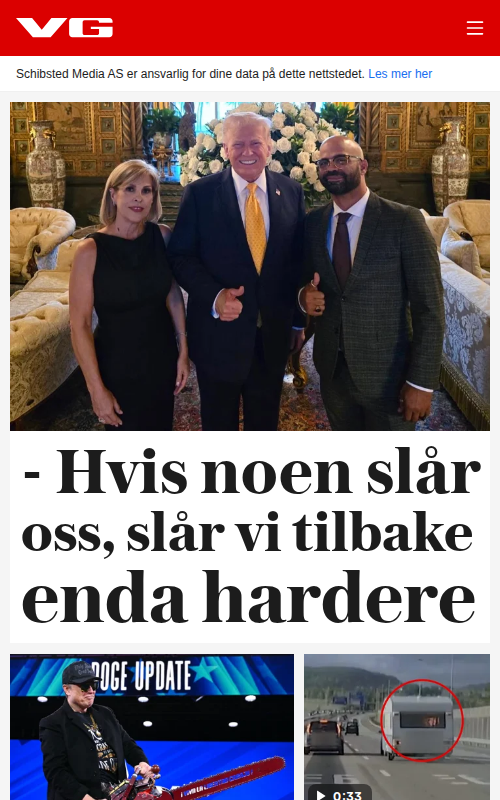 VG
Schibsted Media AS er ansvarlig for dine data på dette nettstedet. Les mer her
- Hvis noen slår
oss, slår vi tilbake
enda hardere
DOGE UPDATE
0:33